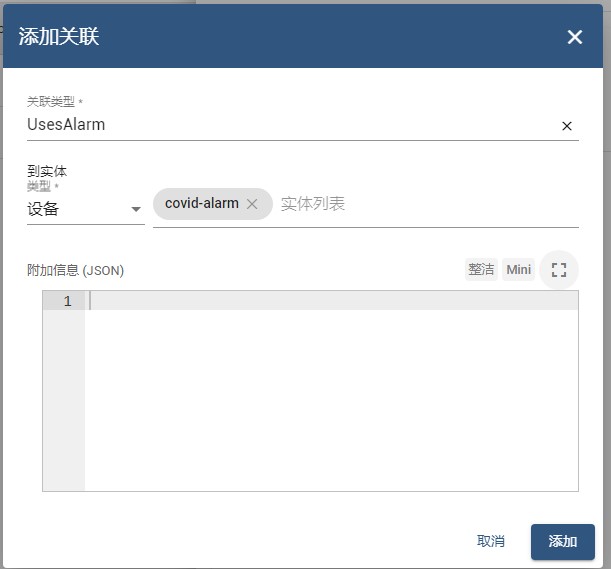 添加关联
关联类型 *
UsesAlarm
到实体
类型 *
设备
covid-alarm 实体列表
附加信息 (JSON) 整洁 Mini
1
取消 添加